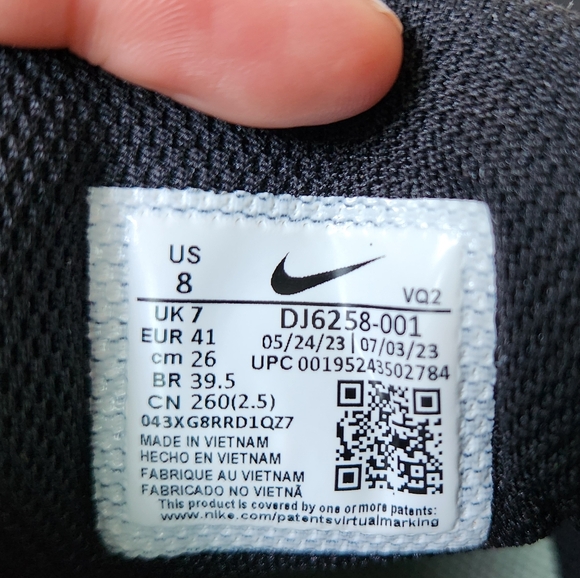 US
8
VQ2
UK 7
DJ6258-001
EUR 41
05/24/23 | 07/03/23
cm 26
UPC 00195243502784
BR 39.5
CN 260(2.5)
043XG8RRD1QZ7
MADE IN VIETNAM
HECHO EN VIETNAM
FABRIQUE AU VIETNAM
FABRICADO NO VIETNÃ
This product is covered by one or more patents:
www.nike.com/patentsvirtualmarking